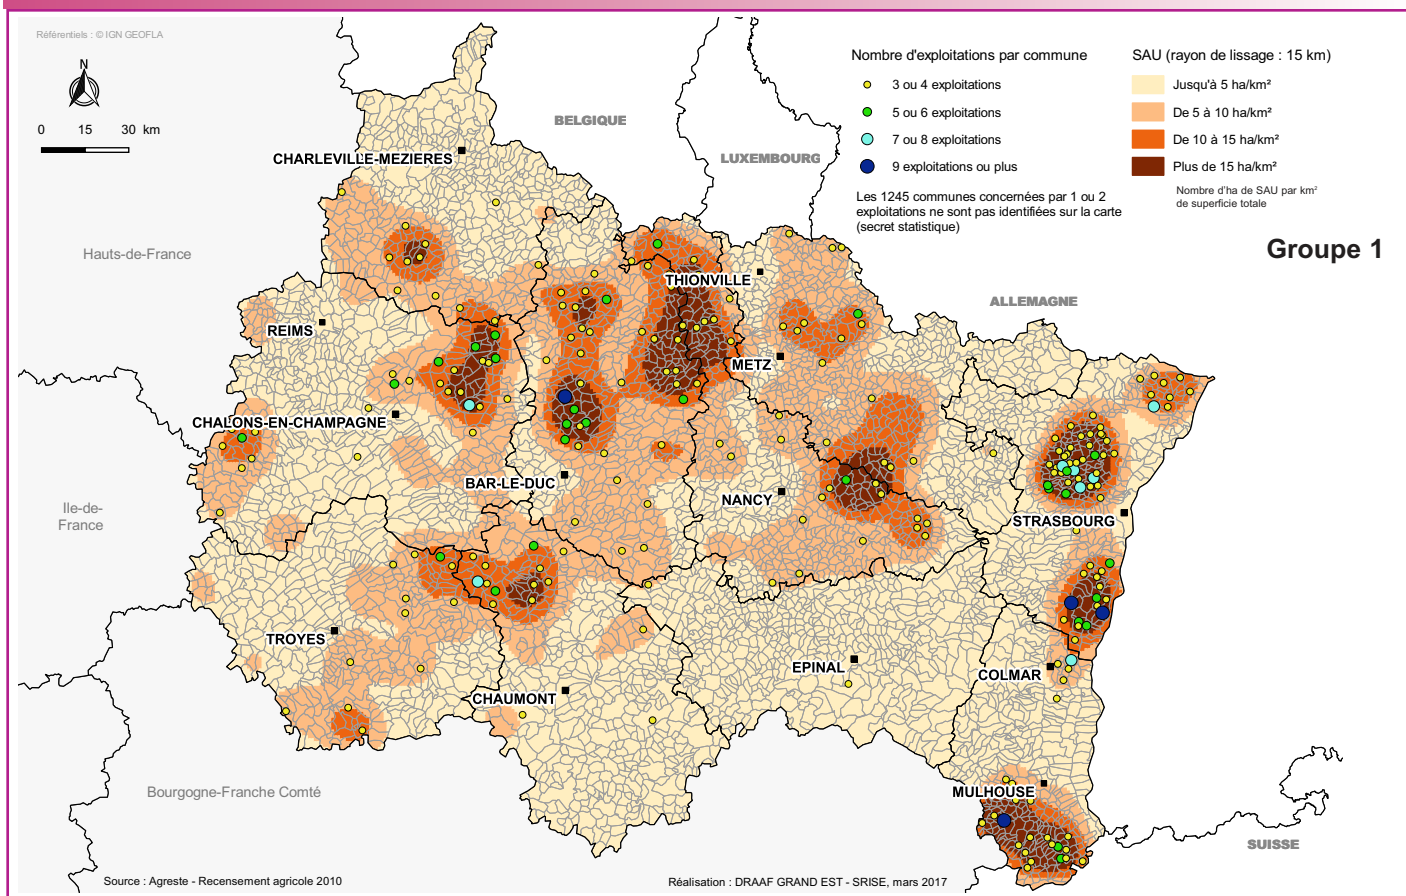 Référentiels : © IGN GEOFLA
N
0 15 30 km
Nombre d'exploitations par commune
3 ou 4 exploitations
5 ou 6 exploitations
7 ou 8 exploitations
9 exploitations ou plus
Les 1245 communes concernées par 1 ou 2
exploitations ne sont pas identifiées sur la carte
(secret statistique)
SAU (rayon de lissage : 15 km)
Jusqu'à 5 ha/km²
De 5 à 10 ha/km²
De 10 à 15 ha/km²
Plus de 15 ha/km²
Nombre d'ha de SAU par km²
de superficie totale
Groupe 1
BELGIQUE
LUXEMBOURG
CHARLEVILLE-MEZIERES
Hauts-de-France
THIONVILLE
ALLEMAGNE
REIMS
METZ
CHALONS-EN-CHAMPAGNE
BAR-LE-DUC
NANCY
Ile-de-
France
STRASBOURG
TROYES
EPINAL
COLMAR
CHAUMONT
Bourgogne-Franche Comté
MULHOUSE
SUISSE
Source : Agreste - Recensement agricole 2010
Réalisation : DRAAF GRAND EST - SRISE, mars 2017